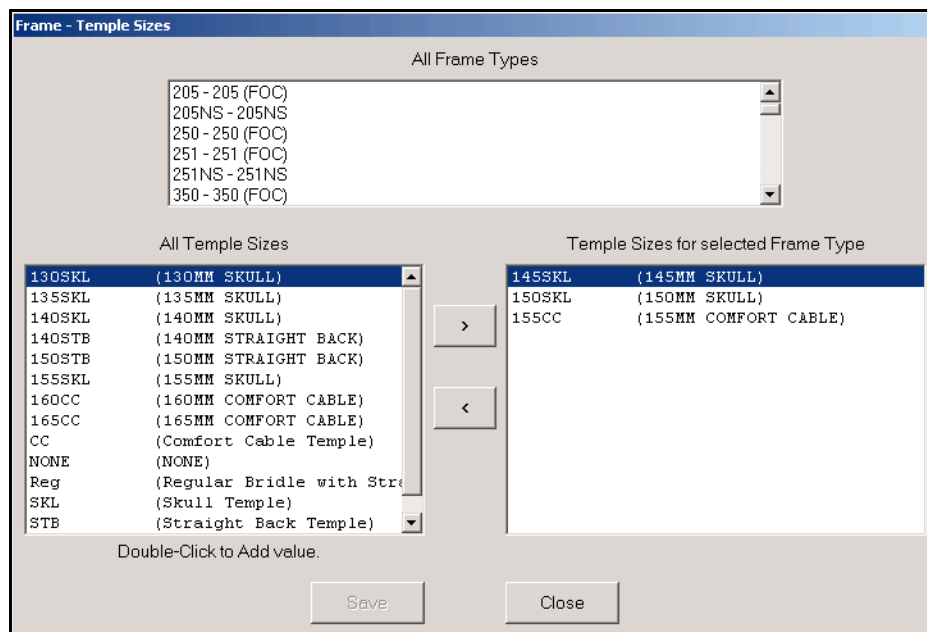 Frame - Temple Sizes
All Frame Types
205 - 205 (FOC)
205NS - 205NS
250 - 250 (FOC)
251 - 251 (FOC)
251NS - 251NS
350 - 350 (FOC)
All Temple Sizes
130SKL (130MM SKULL)
135SKL (135MM SKULL)
140SKL (140MM SKULL)
140STB (140MM STRAIGHT BACK)
150STB (150MM STRAIGHT BACK)
155SKL (155MM SKULL)
160CC (160MM COMFORT CABLE)
165CC (165MM COMFORT CABLE)
CC (Comfort Cable Temple)
NONE (NONE)
Reg (Regular Bridle with Stra
SKL (Skull Temple)
STB (Straight Back Temple)
Double-Click to Add value.
>
<
Temple Sizes for selected Frame Type
145SKL (145MM SKULL)
150SKL (150MM SKULL)
155CC (155MM COMFORT CABLE)
Save
Close